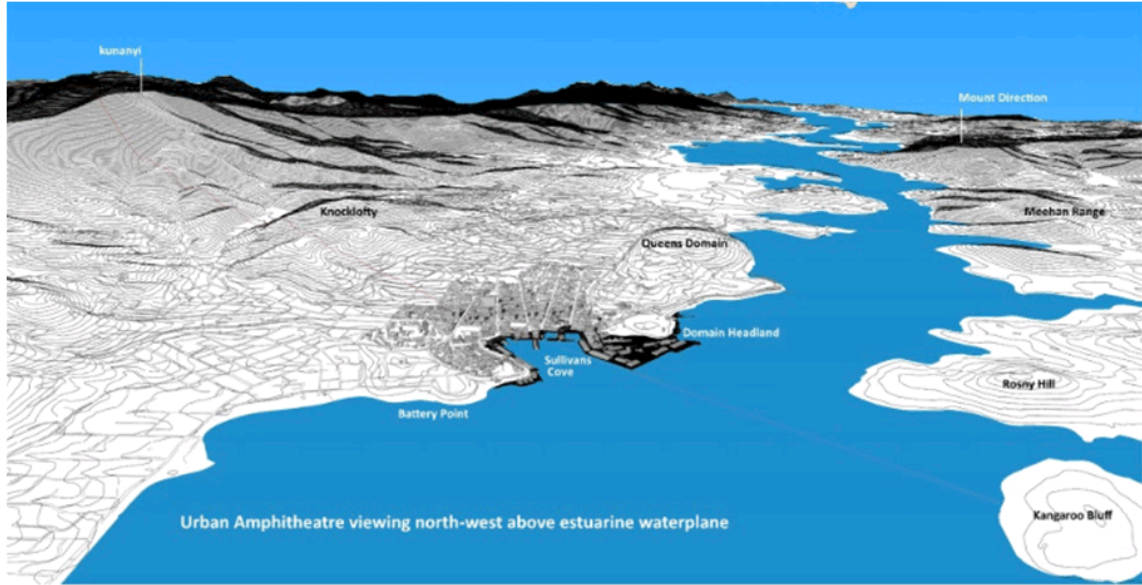 kunanyi
Mount Direction
Knocklofty
Meehan Range
Queens Domain
Domain Headland
Sullivans
Cove
Rosny Hill
Battery Point
Kangaroo Bluff
Urban Amphitheatre viewing north-west above estuarine waterplane